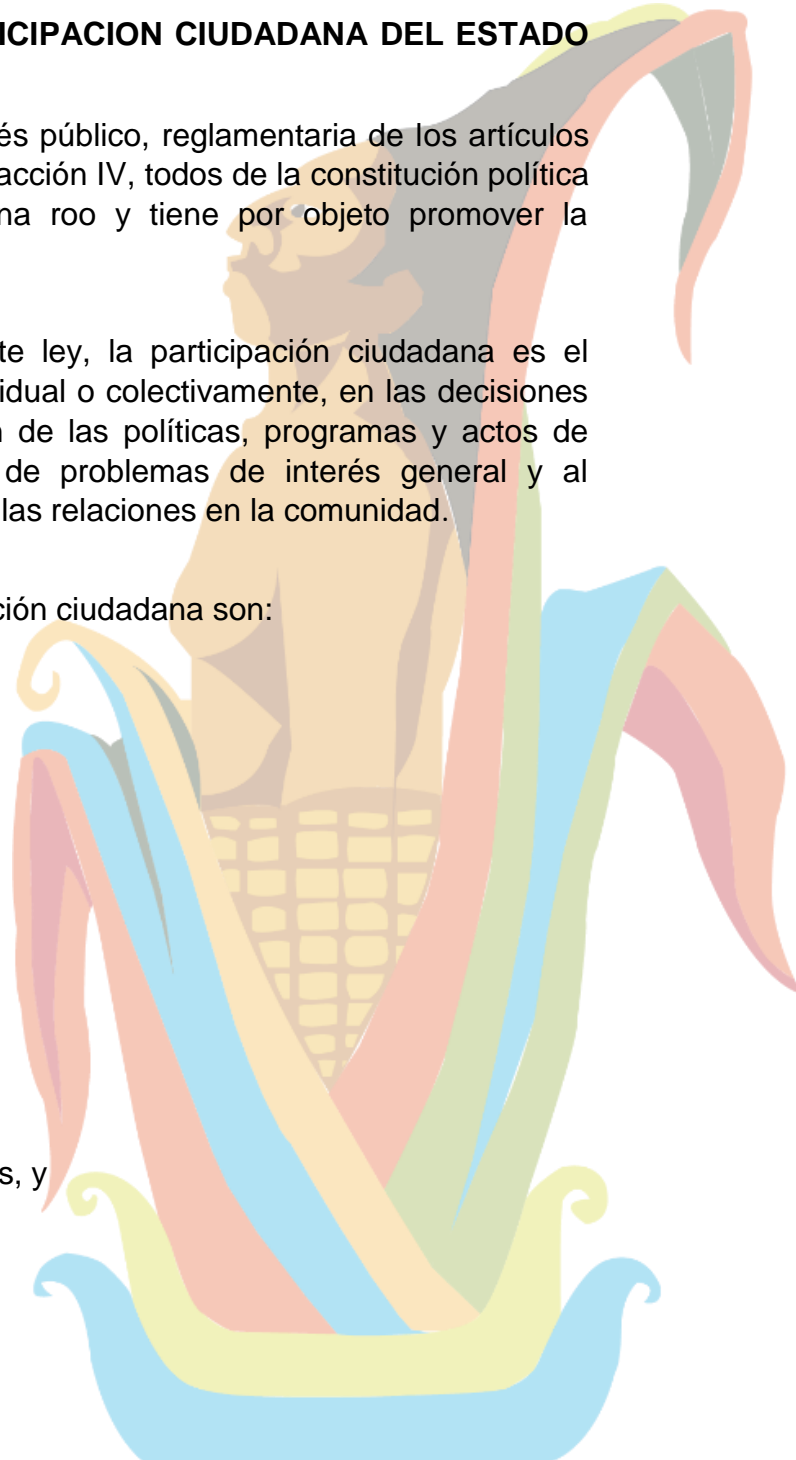 ICIPACION CIUDADANA DEL ESTADO
és público, reglamentaria de los artículos
acción IV, todos de la constitución política
na roo y tiene por objeto promover la
te ley, la participación ciudadana es el
vidual o colectivamente, en las decisiones
n de las políticas, programas y actos de
de problemas de interés general y al
las relaciones en la comunidad.
ción ciudadana son:
s, y